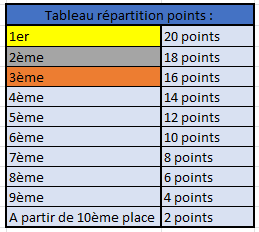 Tableau répartition points :
1er 20 points
2ème 18 points
3ème 16 points
4ème 14 points
5ème 12 points
6ème 10 points
7ème 8 points
8ème 6 points
9ème 4 points
A partir de 10ème place 2 points